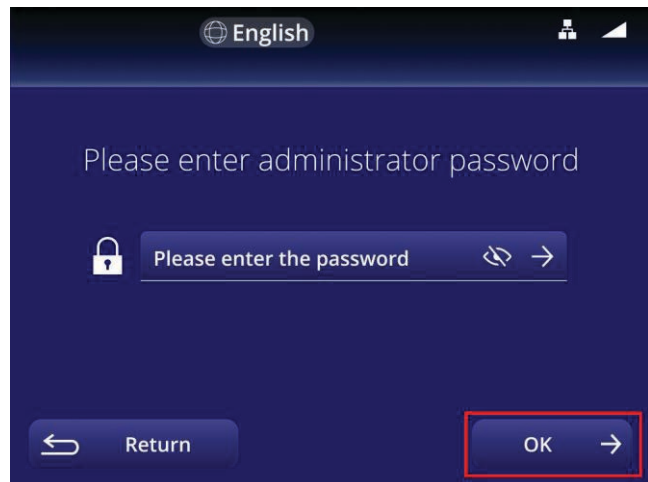 English
Please enter administrator password
Please enter the password
Return
OK